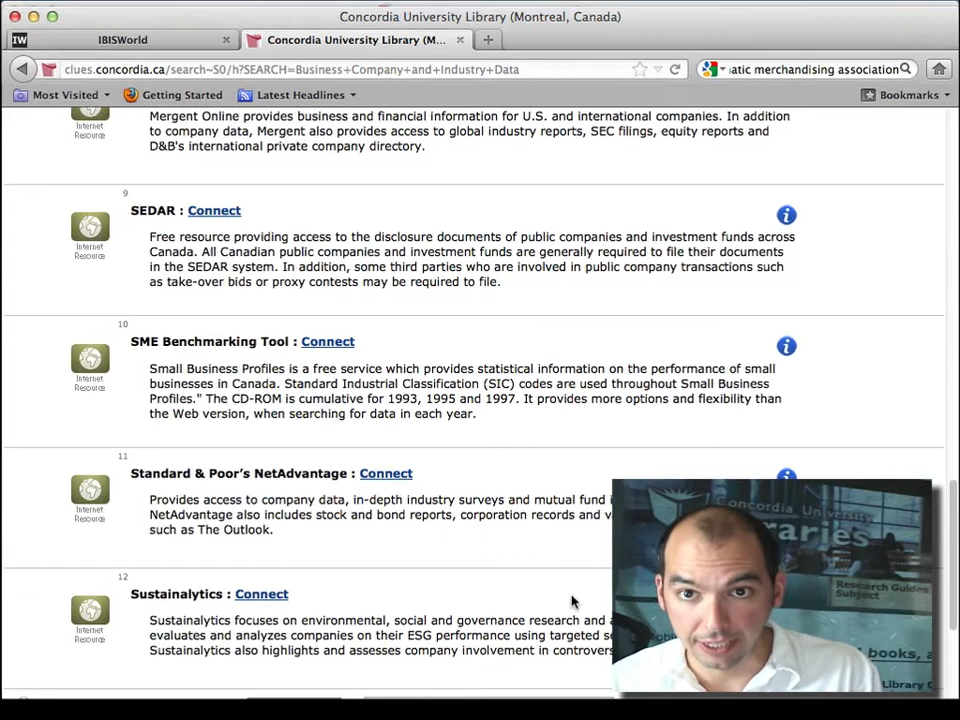 Concordia University Library (Montreal, Canada)
IW IBISWorld × Concordia University Library (M... × +
clues.concordia.ca/search~S0/h?SEARCH=Business+Company+and+Industry+Data
atic merchandising association
Most Visited Getting Started Latest Headlines Bookmarks
Internet
Resource
Mergent Online provides business and financial information for U.S. and international companies. In addition
to company data, Mergent also provides access to global industry reports, SEC filings, equity reports and
D&B's international private company directory.
9
SEDAR : Connect
Internet
Resource
Free resource providing access to the disclosure documents of public companies and investment funds across
Canada. All Canadian public companies and investment funds are generally required to file their documents
in the SEDAR system. In addition, some third parties who are involved in public company transactions such
as take-over bids or proxy contests may be required to file.
10
SME Benchmarking Tool : Connect
Internet
Resource
Small Business Profiles is a free service which provides statistical information on the performance of small
businesses in Canada. Standard Industrial Classification (SIC) codes are used throughout Small Business
Profiles." The CD-ROM is cumulative for 1993, 1995 and 1997. It provides more options and flexibility than
the Web version, when searching for data in each year.
11
Standard & Poor's NetAdvantage : Connect
Internet
Resource
Provides access to company data, in-depth industry surveys and mutual fund
NetAdvantage also includes stock and bond reports, corporation records and
such as The Outlook.
12
Sustainalytics : Connect
Internet
Resource
Sustainalytics focuses on environmental, social and governance research and
evaluates and analyzes companies on their ESG performance using targeted
Sustainalytics also highlights and assesses company involvement in
Concordia University
raries
Research Guides
Subject
books, a
Library